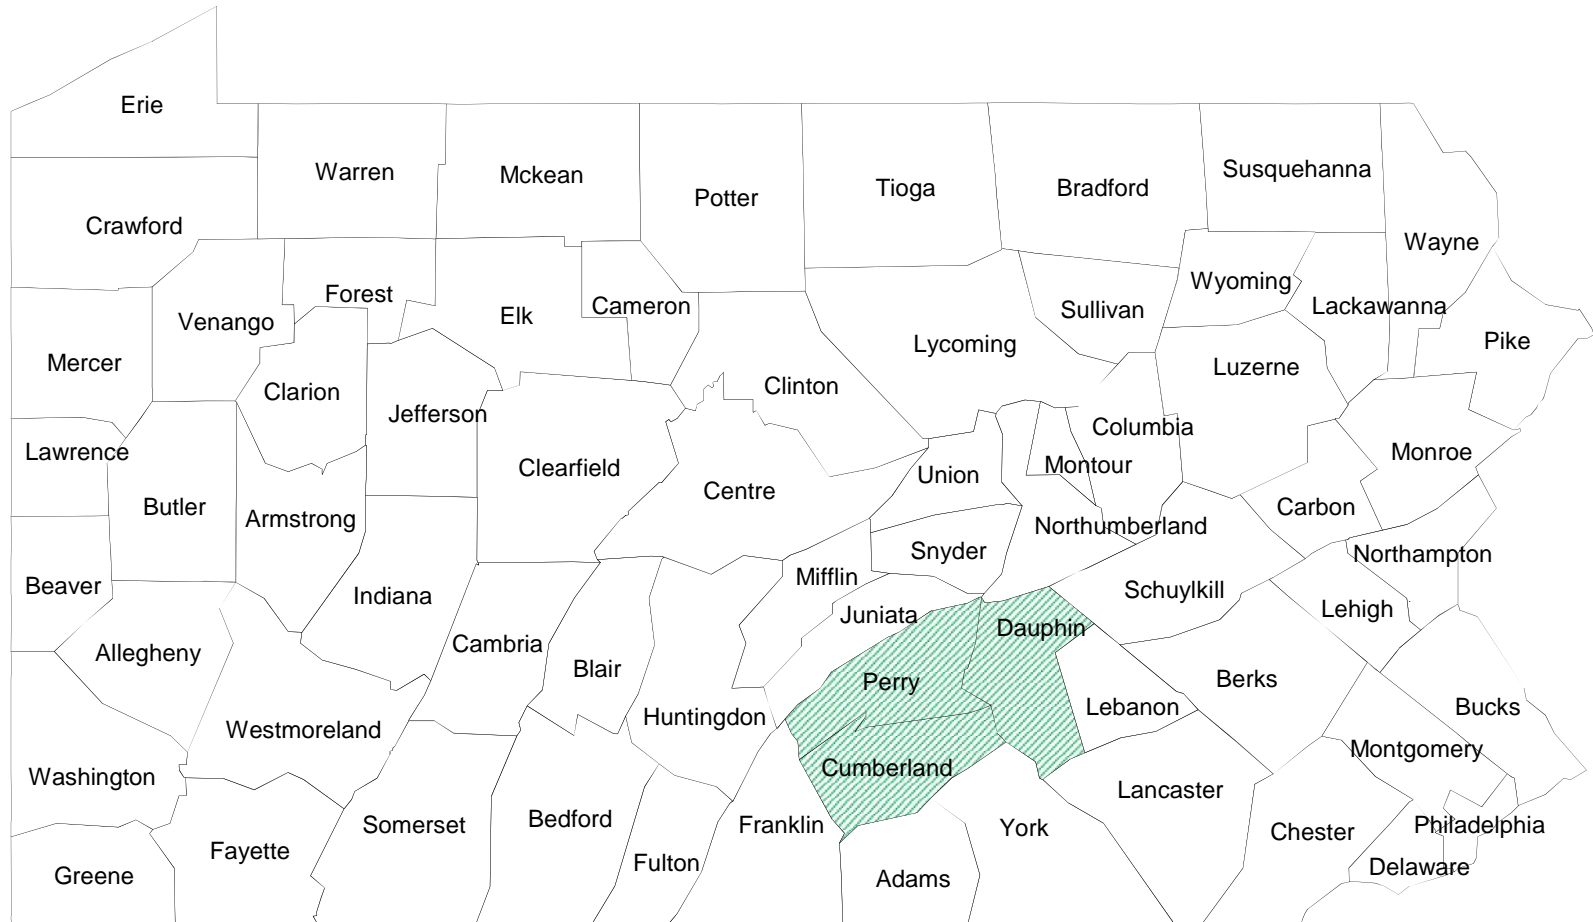 Erie
Warren
Mckean
Potter
Tioga
Bradford
Susquehanna
Crawford
Wayne
Forest
Venango
Elk
Cameron
Sullivan
Wyoming
Lackawanna
Mercer
Clarion
Jefferson
Clinton
Lycoming
Luzerne
Pike
Lawrence
Butler
Armstrong
Clearfield
Centre
Union
Montour
Columbia
Monroe
Carbon
Northumberland
Snyder
Northampton
Beaver
Indiana
Mifflin
Juniata
Schuylkill
Lehigh
Allegheny
Cambria
Blair
Dauphin
Perry
Berks
Westmoreland
Huntingdon
Lebanon
Bucks
Washington
Cumberland
Montgomery
Lancaster
Somerset
Bedford
Franklin
York
Chester
Philadelphia
Greene
Fayette
Fulton
Adams
Delaware